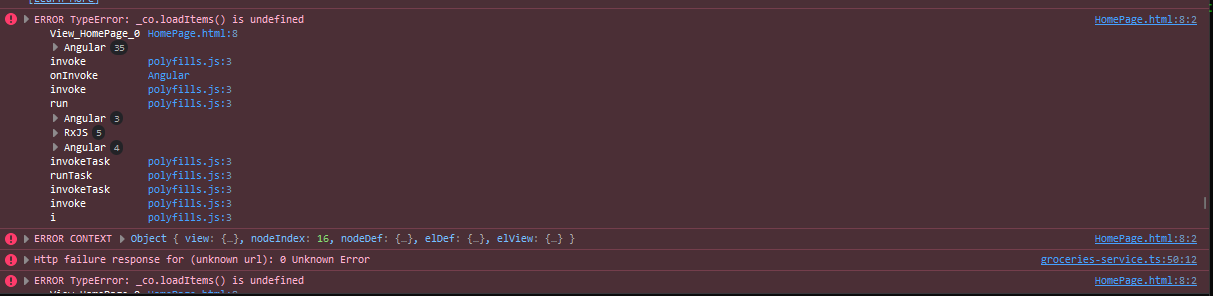 [Learn More]
ERROR TypeError: _co.loadItems() is undefined HomePage.html:8:2
View_HomePage_0 HomePage.html:8
Angular 35
invoke polyfills.js:3
onInvoke Angular
invoke polyfills.js:3
run polyfills.js:3
Angular 3
RxJS 5
Angular 4
invokeTask polyfills.js:3
runTask polyfills.js:3
invokeTask polyfills.js:3
invoke polyfills.js:3
i polyfills.js:3
ERROR CONTEXT Object { view: {…}, nodeIndex: 16, nodeDef: {…}, elDef: {…}, elView: {…} } HomePage.html:8:2
Http failure response for (unknown url): 0 Unknown Error groceries-service.ts:50:12
ERROR TypeError: _co.loadItems() is undefined HomePage.html:8:2
View_HomePage_0 HomePage.html:8